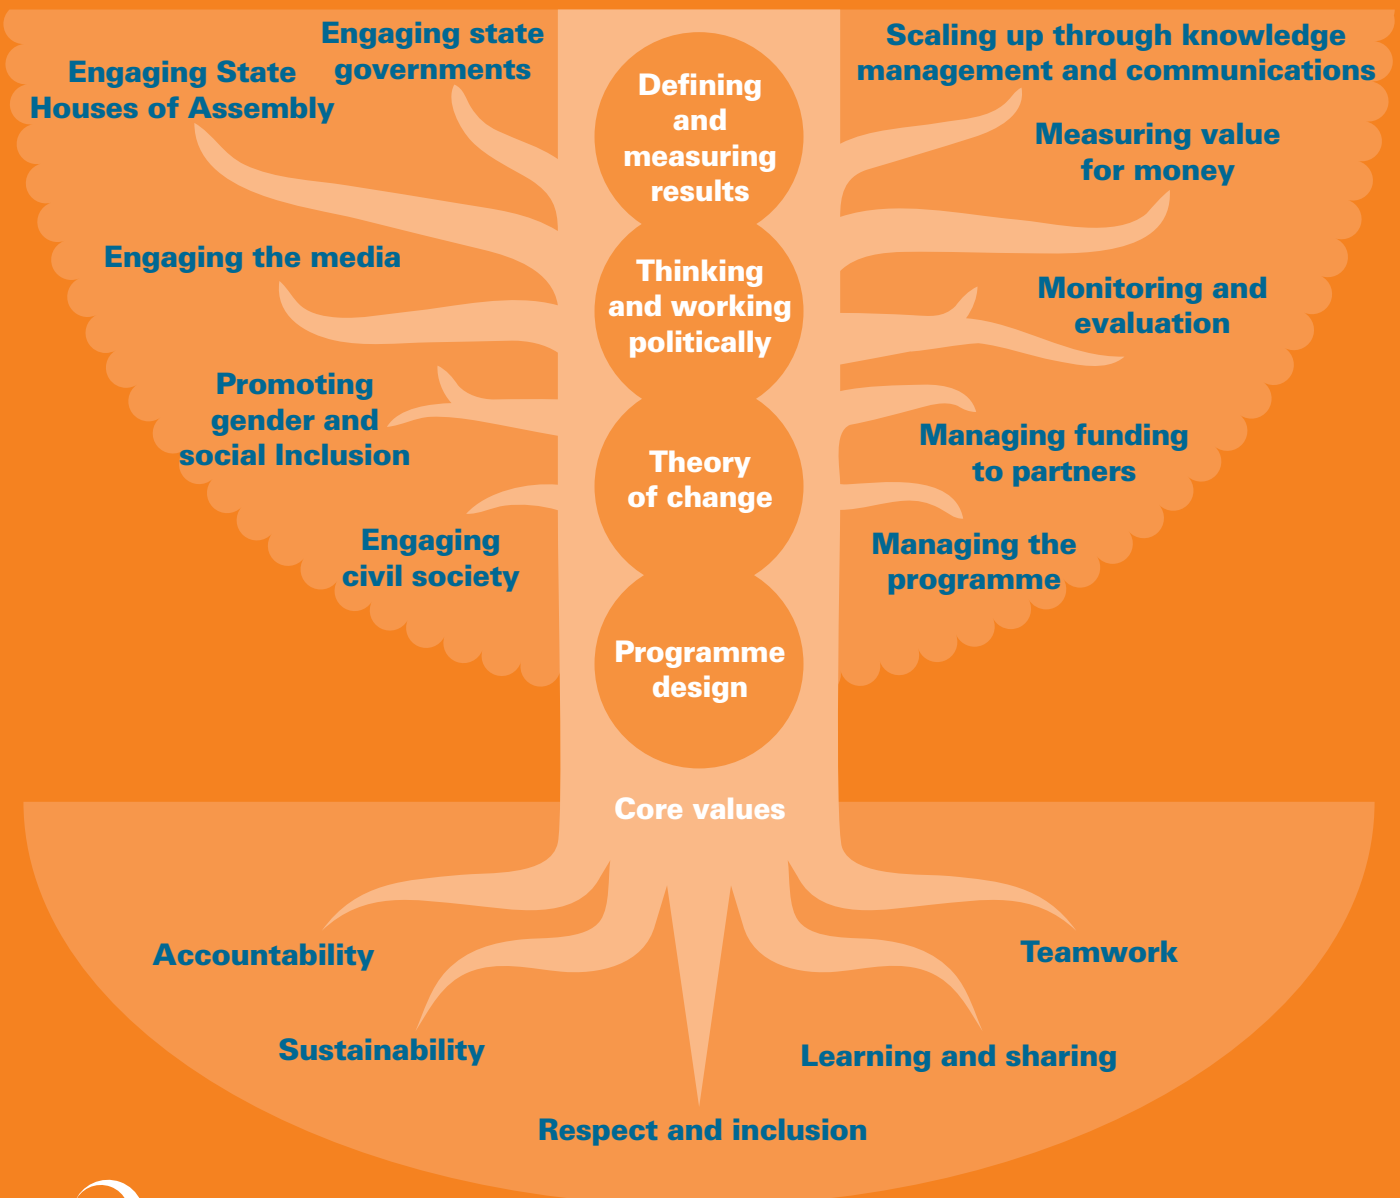 Engaging state
governments
Engaging State
Houses of Assembly
Engaging the media
Promoting
gender and
social Inclusion
Engaging
civil society
Defining
and
measuring
results
Thinking
and working
politically
Theory
of change
Programme
design
Core values
Scaling up through knowledge
management and communications
Measuring value
for money
Monitoring and
evaluation
Managing funding
to partners
Managing the
programme
Accountability
Sustainability
Respect and inclusion
Learning and sharing
Teamwork